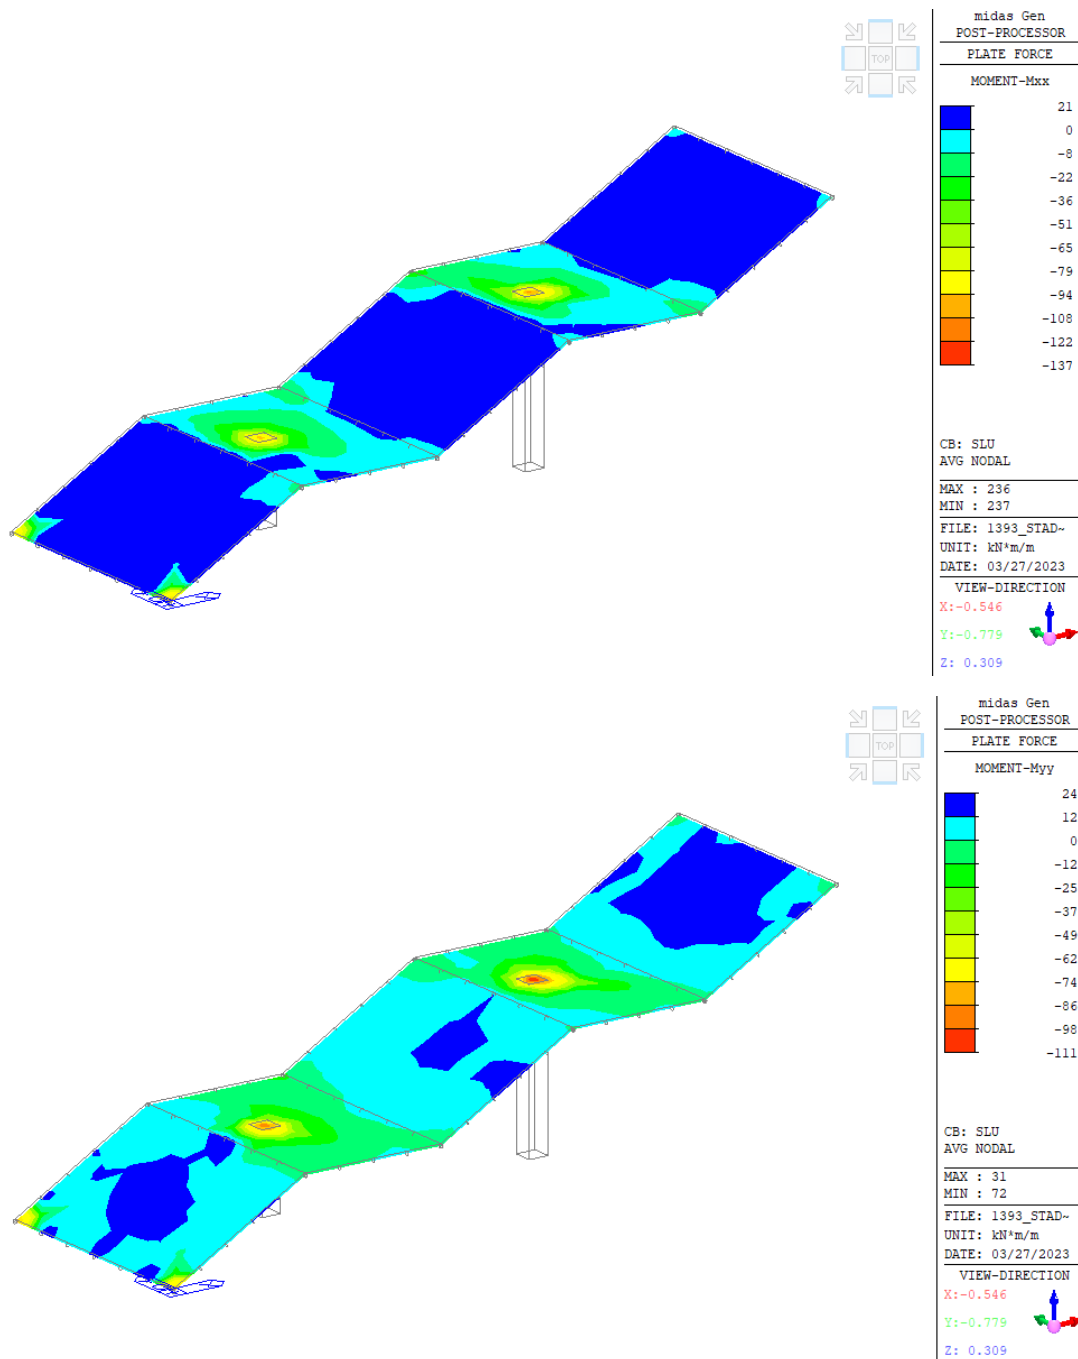 midas Gen
POST-PROCESSOR
PLATE FORCE
MOMENT-Mxx
TOP
21
0
-8
-22
-36
-51
-65
-79
-94
-108
-122
-137
CB: SLU
AVG NODAL
MAX : 236
MIN : 237
FILE: 1393_STAD~
UNIT: kN*m/m
DATE: 03/27/2023
VIEW-DIRECTION
X:-0.546
Y:-0.779
Z: 0.309
midas Gen
POST-PROCESSOR
PLATE FORCE
MOMENT-Myy
TOP
24
12
0
-12
-25
-37
-49
-62
-74
-86
-98
-111
CB: SLU
AVG NODAL
MAX : 31
MIN : 72
FILE: 1393_STAD~
UNIT: kN*m/m
DATE: 03/27/2023
VIEW-DIRECTION
X:-0.546
Y:-0.779
Z: 0.309